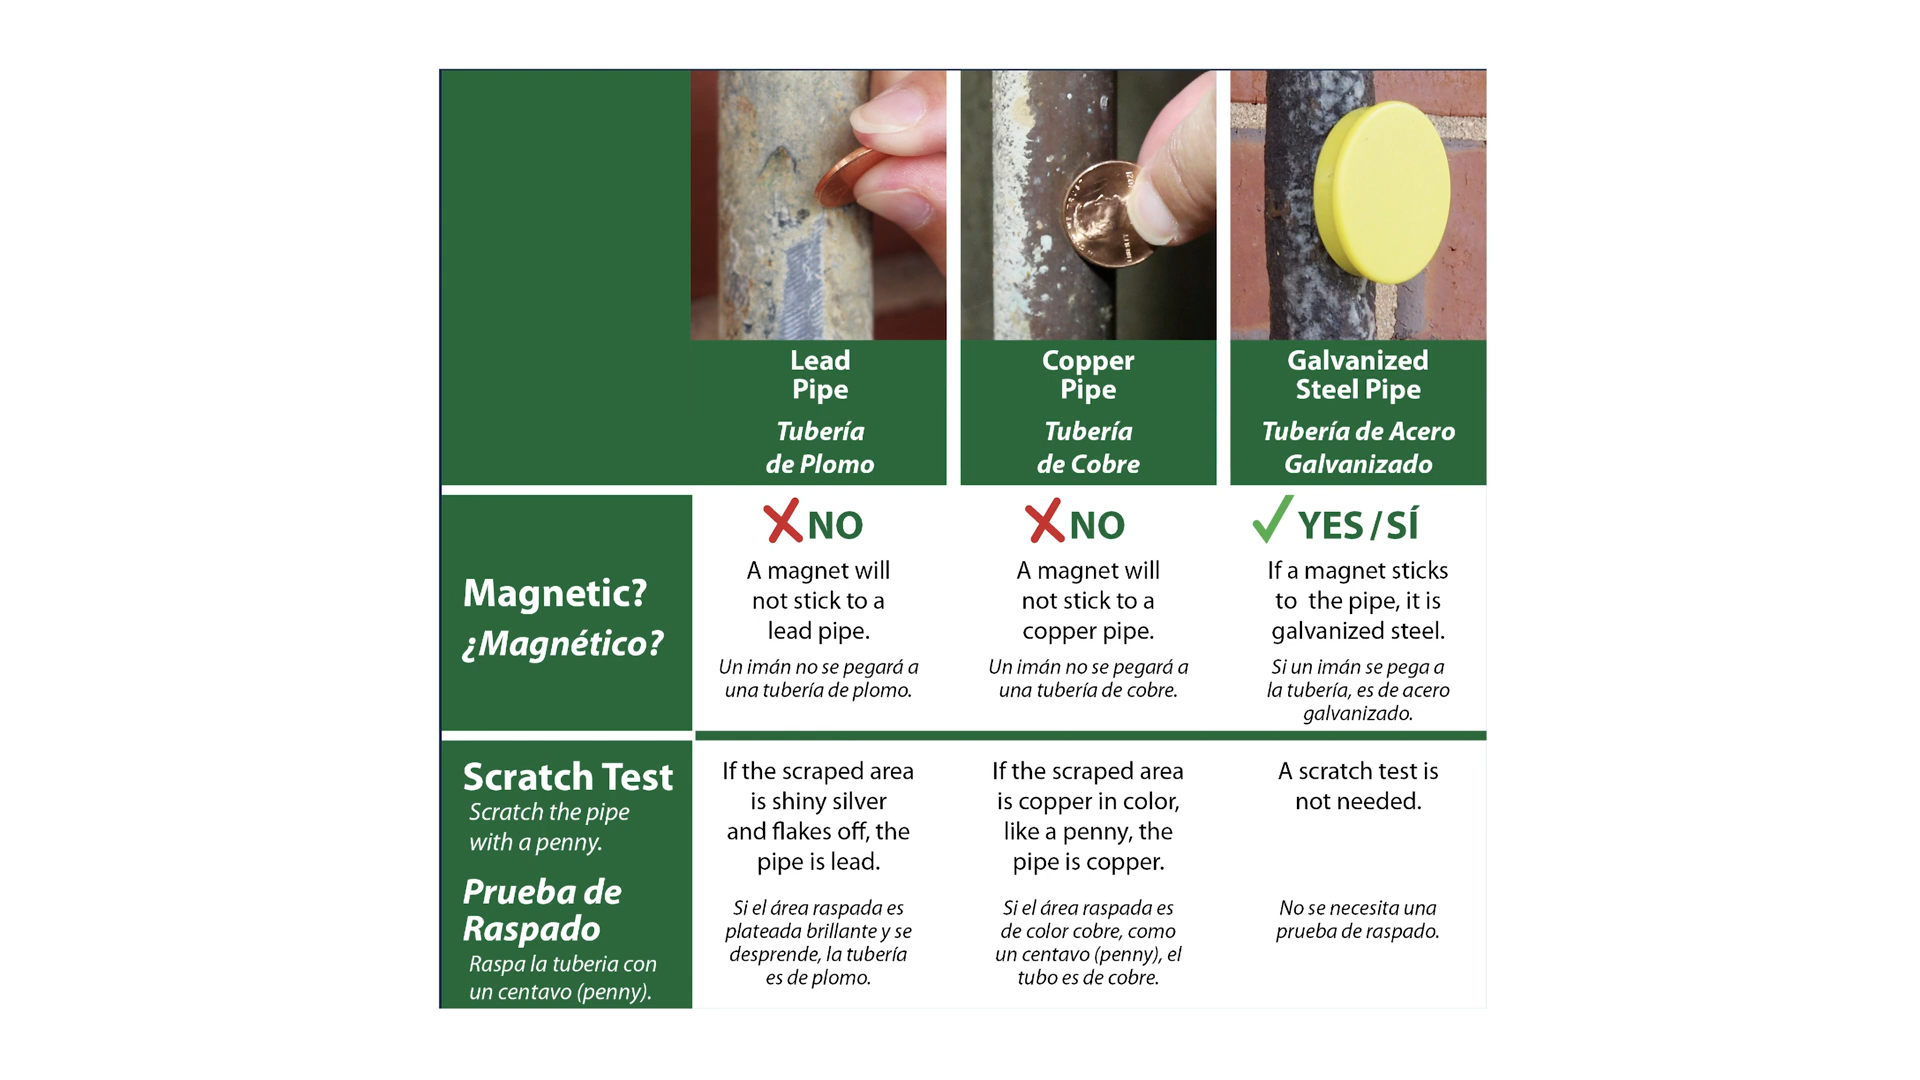 Lead
Pipe
Tubería
de Plomo
Copper
Pipe
Tubería
de Cobre
Galvanized
Steel Pipe
Tubería de Acero
Galvanizado
Magnetic?
¿Magnético?
NO
A magnet will
not stick to a
lead pipe.
Un imán no se pegará a
una tubería de plomo.
NO
A magnet will
not stick to a
copper pipe.
Un imán no se pegará a
una tubería de cobre.
YES / SÍ
If a magnet sticks
to the pipe, it is
galvanized steel.
Si un imán se pega a
la tubería, es de acero
galvanizado.
Scratch Test
Scratch the pipe
with a penny.
Prueba de
Raspado
Raspa la tuberia con
un centavo (penny).
If the scraped area
is shiny silver
and flakes off, the
pipe is lead.
Si el área raspada es
plateada brillante y se
desprende, la tubería
es de plomo.
If the scraped area
is copper in color,
like a penny, the
pipe is copper.
Si el área raspada es
de color cobre, como
un centavo (penny), el
tubo es de cobre.
A scratch test is
not needed.
No se necesita una
prueba de raspado.